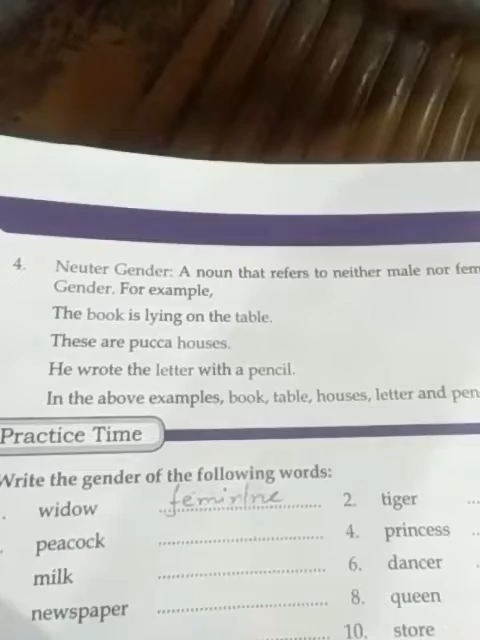 4. Neuter Gender: A noun that refers to neither male nor
Gender. For example,
The book is lying on the table.
These are pucca houses.
He wrote the letter with a pencil.
In the above examples, book, table, houses, letter and
Practice Time
Write the gender of the following words:
widow feminine 2. tiger
peacock 4. princess
milk 6. dancer
newspaper 8. queen
10. store